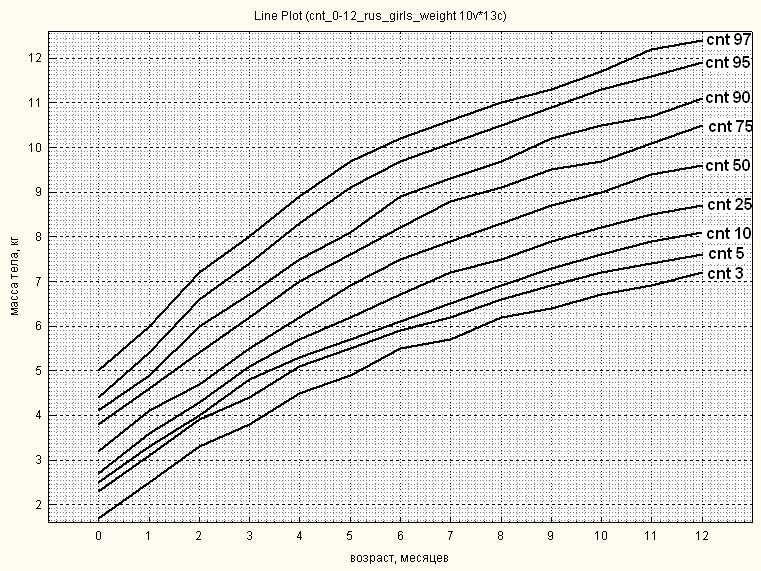 Line Plot (cnt_0-12_rus_girls_weight 10v*13c)
cnt 97
12
cnt 95
cnt 90
11
cnt 75
10
cnt 50
9
cnt 25
8
cnt 10
cnt 5
cnt 3
7
6
5
4
3
2
масса тела, кг
0 1 2 3 4 5 6 7 8 9 10 11 12
возраст, месяцев